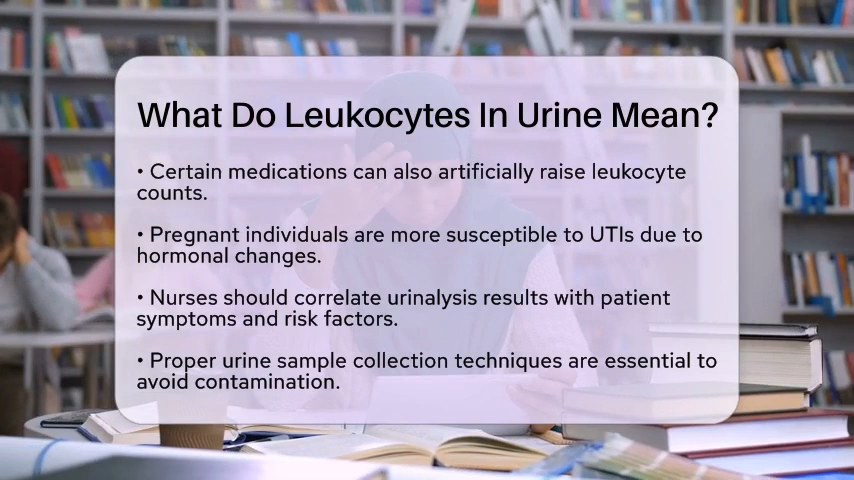 What Do Leukocytes In Urine Mean?
• Certain medications can also artificially raise leukocyte
counts.
• Pregnant individuals are more susceptible to UTIs due to
hormonal changes.
• Nurses should correlate urinalysis results with patient
symptoms and risk factors.
• Proper urine sample collection techniques are essential to
avoid contamination.